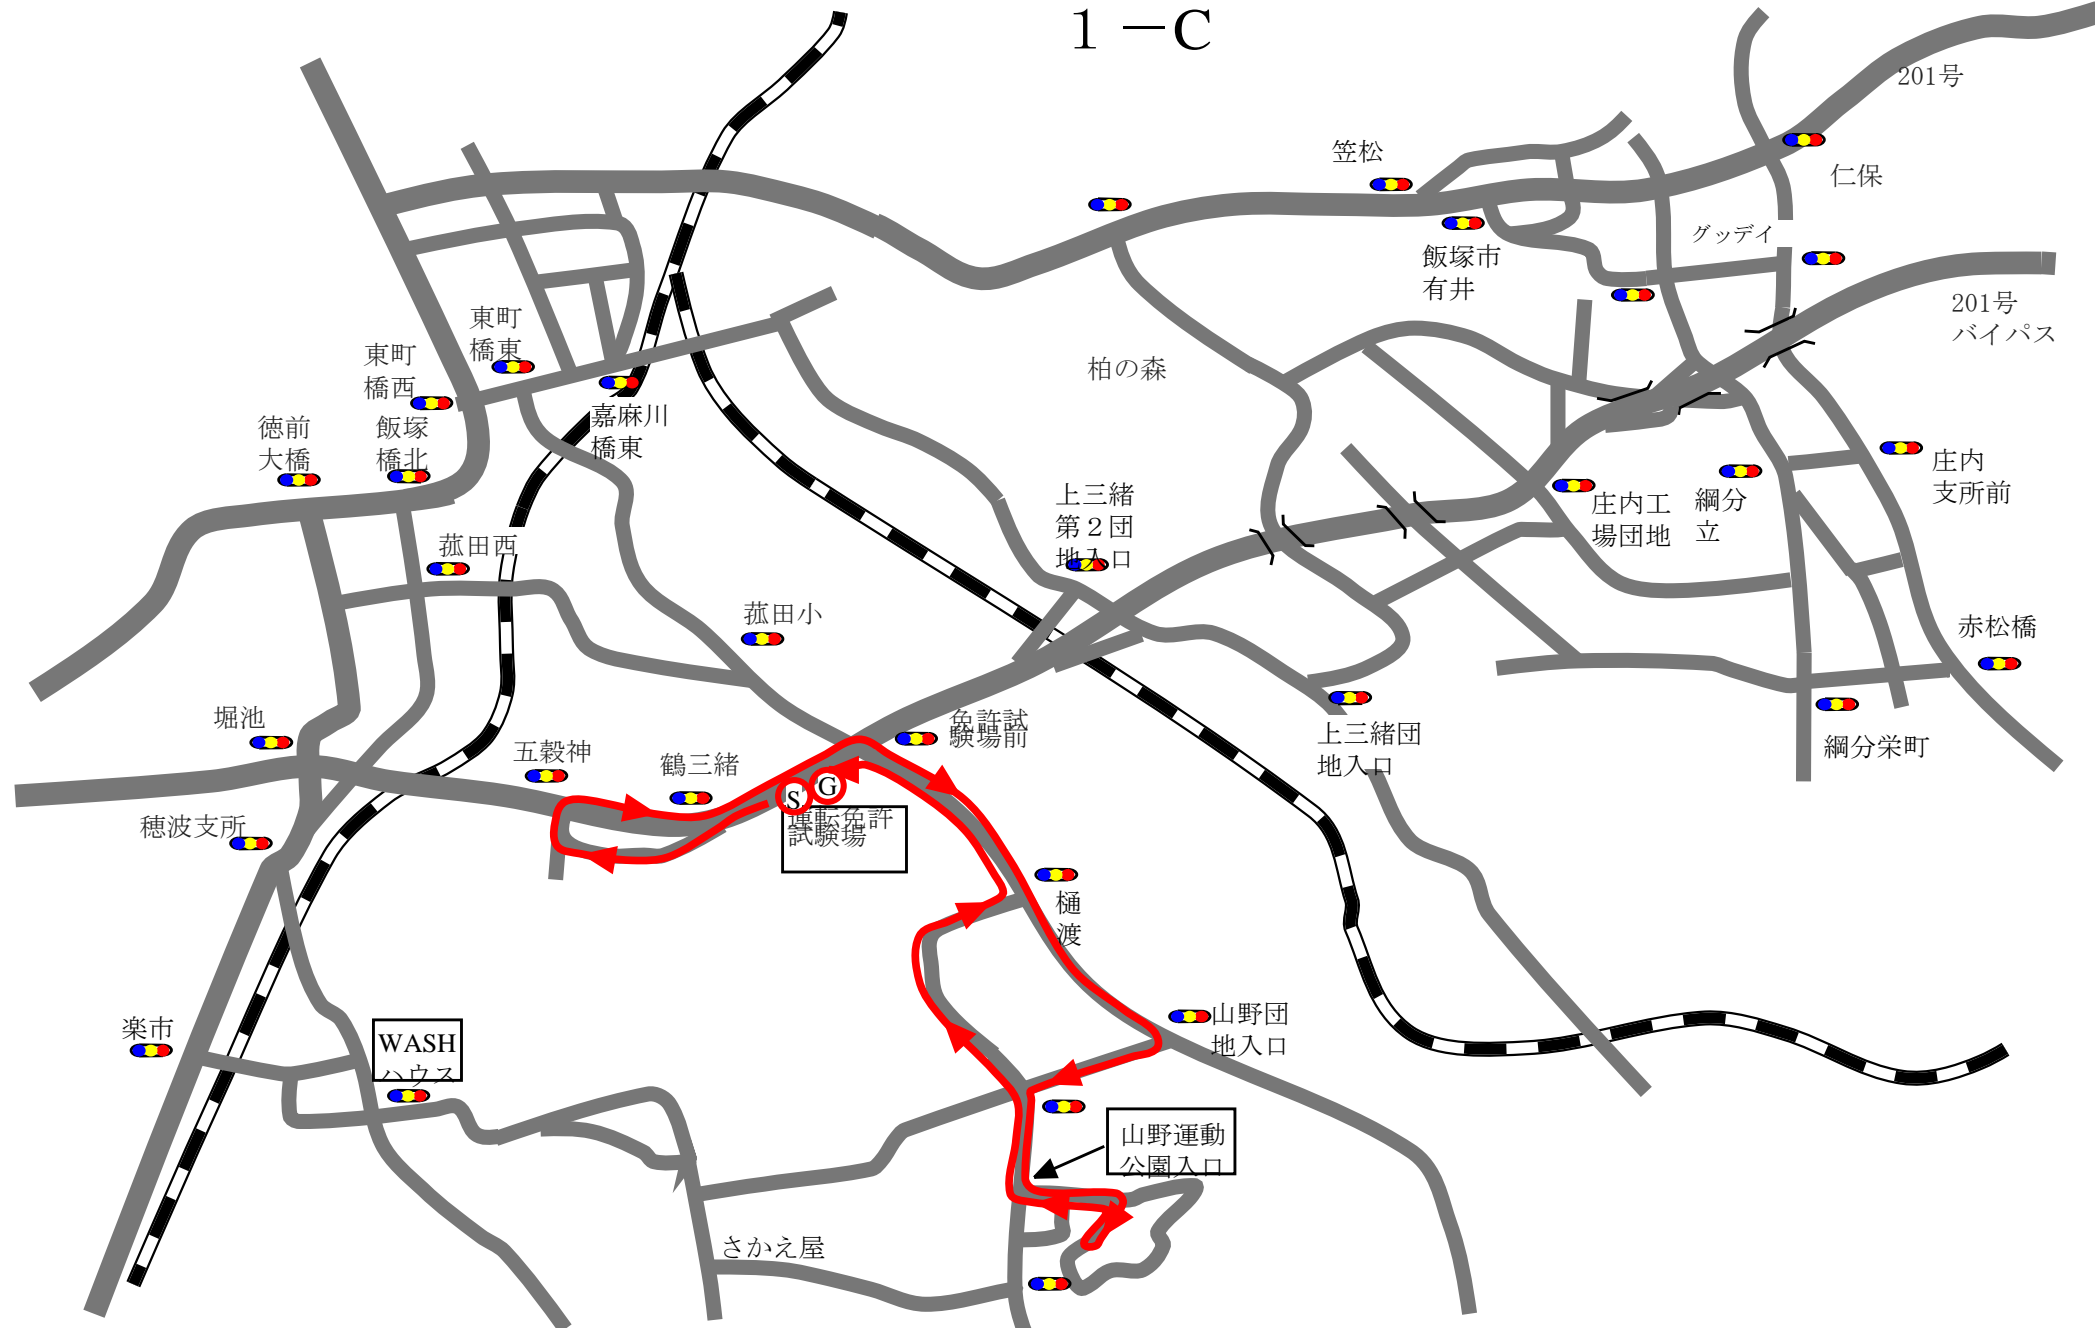 １－C
201号
笠松
仁保
グッデイ
飯塚市
有井
201号
バイパス
東町
橋東
東町
橋西
柏の森
嘉麻川
橋東
徳前
大橋
飯塚
橋北
庄内
支所前
上三緒
第２団
地入口
庄内工
場団地
綱分
立
菰田西
菰田小
赤松橋
堀池
免許試
験場前
上三緒団
地入口
綱分栄町
五穀神
鶴三緒
S
G
運転免許
試験場
穂波支所
樋
渡
楽市
WASH
ハウス
山野団
地入口
山野運動
公園入口
さかえ屋